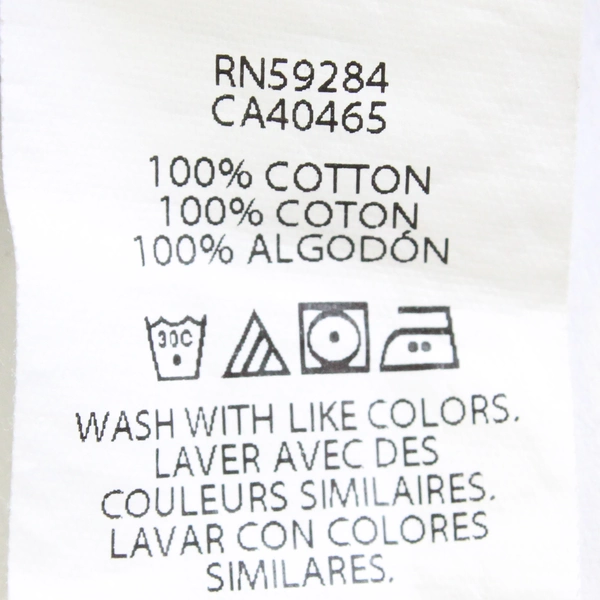 RN59284
CA40465
100% COTTON
100% COTON
100% ALGODÓN
30C
WASH WITH LIKE COLORS.
LAVER AVEC DES
COULEURS SIMILAIRES.
LAVAR CON COLORES
SIMILARES.